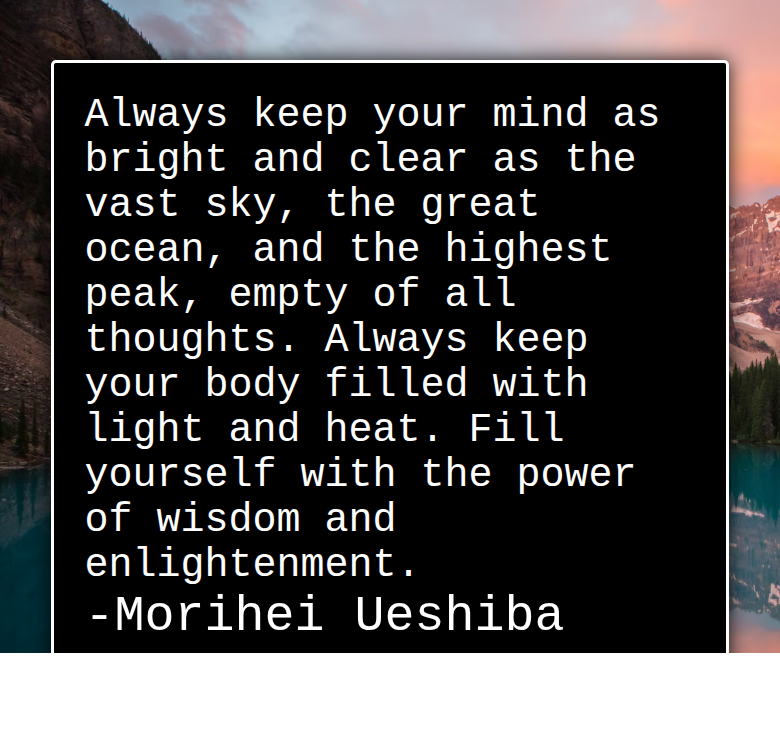 Always keep your mind as
bright and clear as the
vast sky, the great
ocean, and the highest
peak, empty of all
thoughts. Always keep
your body filled with
light and heat. Fill
yourself with the power
of wisdom and
enlightenment.
-Morihei Ueshiba